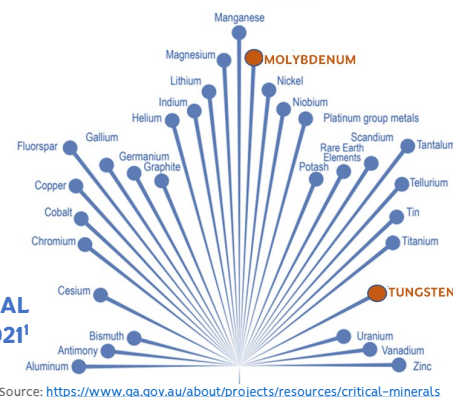 Manganese
Magnesium
MOLYBDENUM
Lithium
Nickel
Indium
Niobium
Helium
Platinum group metals
Gallium
Scandium
Fluorspar
Tantalum
Germanium
Rare Earth
Elements
Graphite
Potash
Copper
Tellurium
Cobalt
Tin
Chromium
Titanium
Cesium
TUNGSTEN
AL
021¹
Bismuth
Uranium
Antimony
Vanadium
Aluminum
Zinc
Source: https://www.ga.gov.au/about/projects/resources/critical-minerals